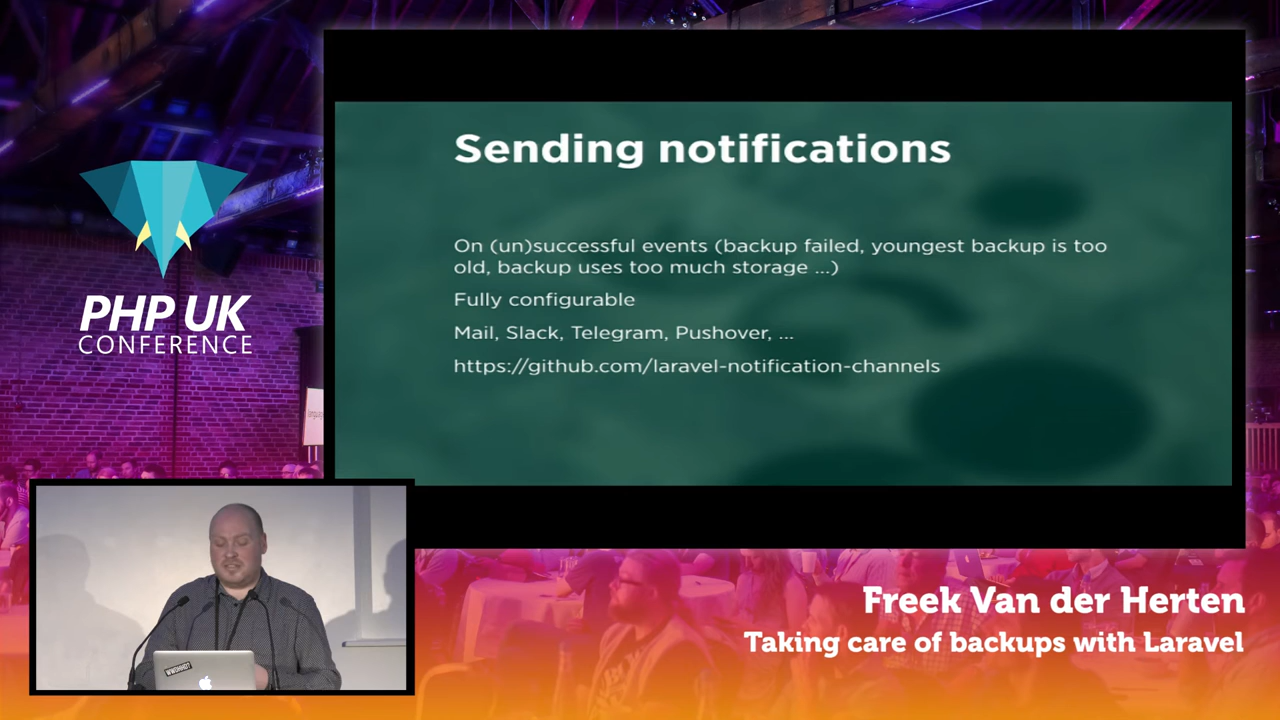 Sending notifications
On (un)successful events (backup failed, youngest backup is too
old, backup uses too much storage ...)
Fully configurable
Mail, Slack, Telegram, Pushover, ...
https://github.com/laravel-notification-channels
PHP UK
CONFERENCE
Freek Van der Herten
Taking care of backups with Laravel